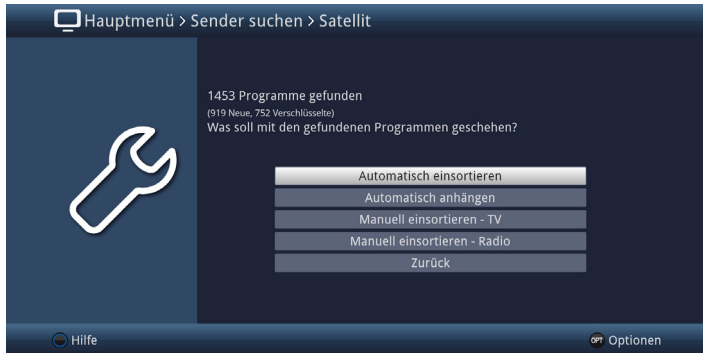 Hauptmenü > Sender suchen > Satellit
1453 Programme gefunden
(919 Neue, 752 Verschlüsselte)
Was soll mit den gefundenen Programmen geschehen?
Automatisch einsortieren
Automatisch anhängen
Manuell einsortieren - TV
Manuell einsortieren - Radio
Zurück
Hilfe
OPT Optionen